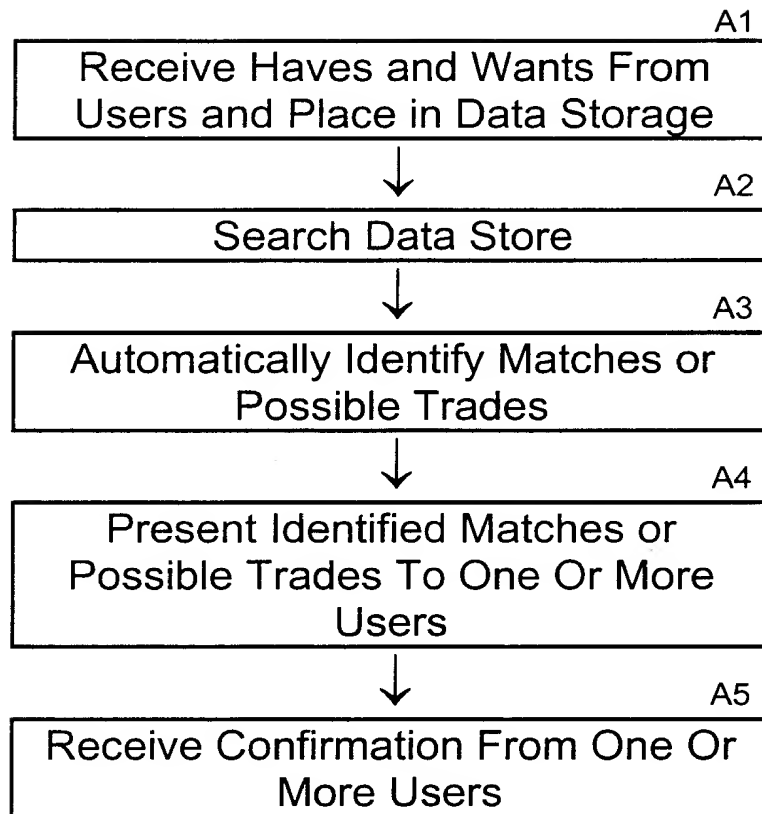 A1
Receive Haves and Wants From
Users and Place in Data Storage
A2
Search Data Store
A3
Automatically Identify Matches or
Possible Trades
A4
Present Identified Matches or
Possible Trades To One Or More
Users
A5
Receive Confirmation From One Or
More Users